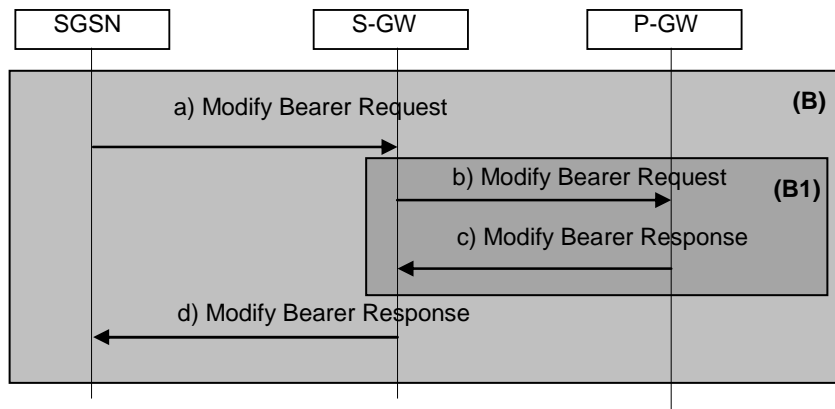 SGSN
S-GW
P-GW
(B)
a) Modify Bearer Request
b) Modify Bearer Request
(B1)
c) Modify Bearer Response
d) Modify Bearer Response